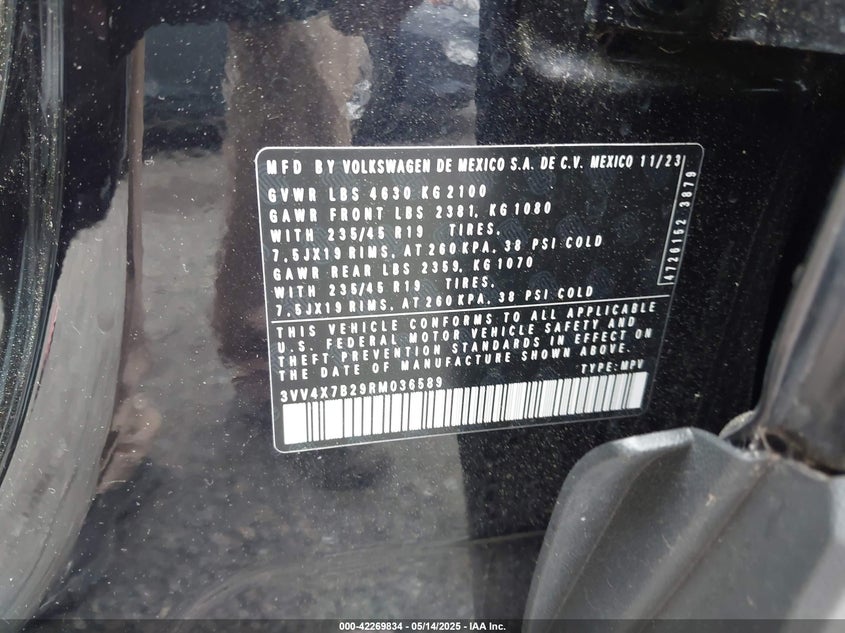 MFD BY VOLKSWAGEN DE MEXICO S.A. DE C.V. MEXICO 11/23
GVWR LBS 4630 KG 2100
GAWR FRONT LBS 2381, KG 1080
WITH 235/45 R19 TIRES.
7.5JX19 RIMS, AT 260 KPA. 38 PSI COLD
GAWR REAR LBS 2359, KG 1070
WITH 235/45 R19 TIRES.
7.5JX19 RIMS, AT 260 KPA. 38 PSI COLD
4726152 3879
THIS VEHICLE CONFORMS TO ALL APPLICABLE
U.S. FEDERAL MOTOR VEHICLE SAFETY AND
THEFT PREVENTION STANDARDS IN EFFECT ON
THE DATE OF MANUFACTURE SHOWN ABOVE.
TYPE: MPV
3VV4X7B29RM036589
000-42269834 - 05/14/2025 - IAA Inc.